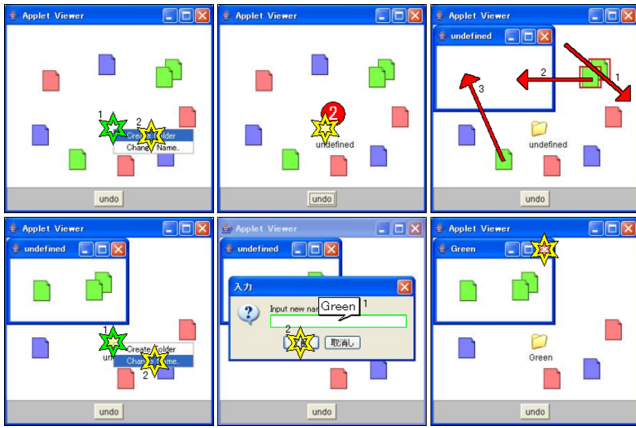 Applet Viewer
1
2
Create Folder
Change Name..
undo
Applet Viewer
2
undefined
undo
Applet Viewer
undefined
2
1
3
undefined
undo
Applet Viewer
undefined
1
Create Folder
Change Name..
2
undo
Applet Viewer
undefined
入力
Input new nam
Green
1
2
取消し
undo
Applet Viewer
Green
Green
undo